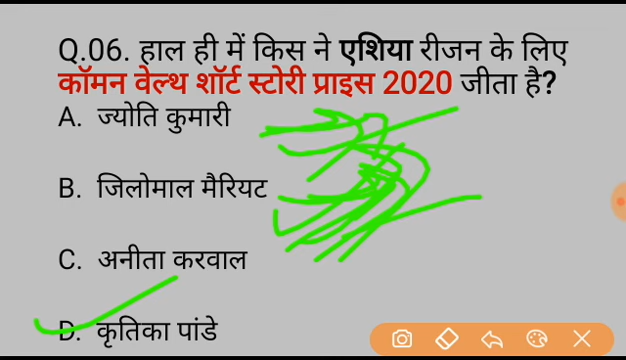 Q.06. हाल ही में किस ने एशिया रीजन के लिए
कॉमन वेल्थ शॉर्ट स्टोरी प्राइस 2020 जीता है?
A. ज्योति कुमारी
B. जिलोमाल मैरियट
C. अनीता करवाल
D. कृतिका पांडे